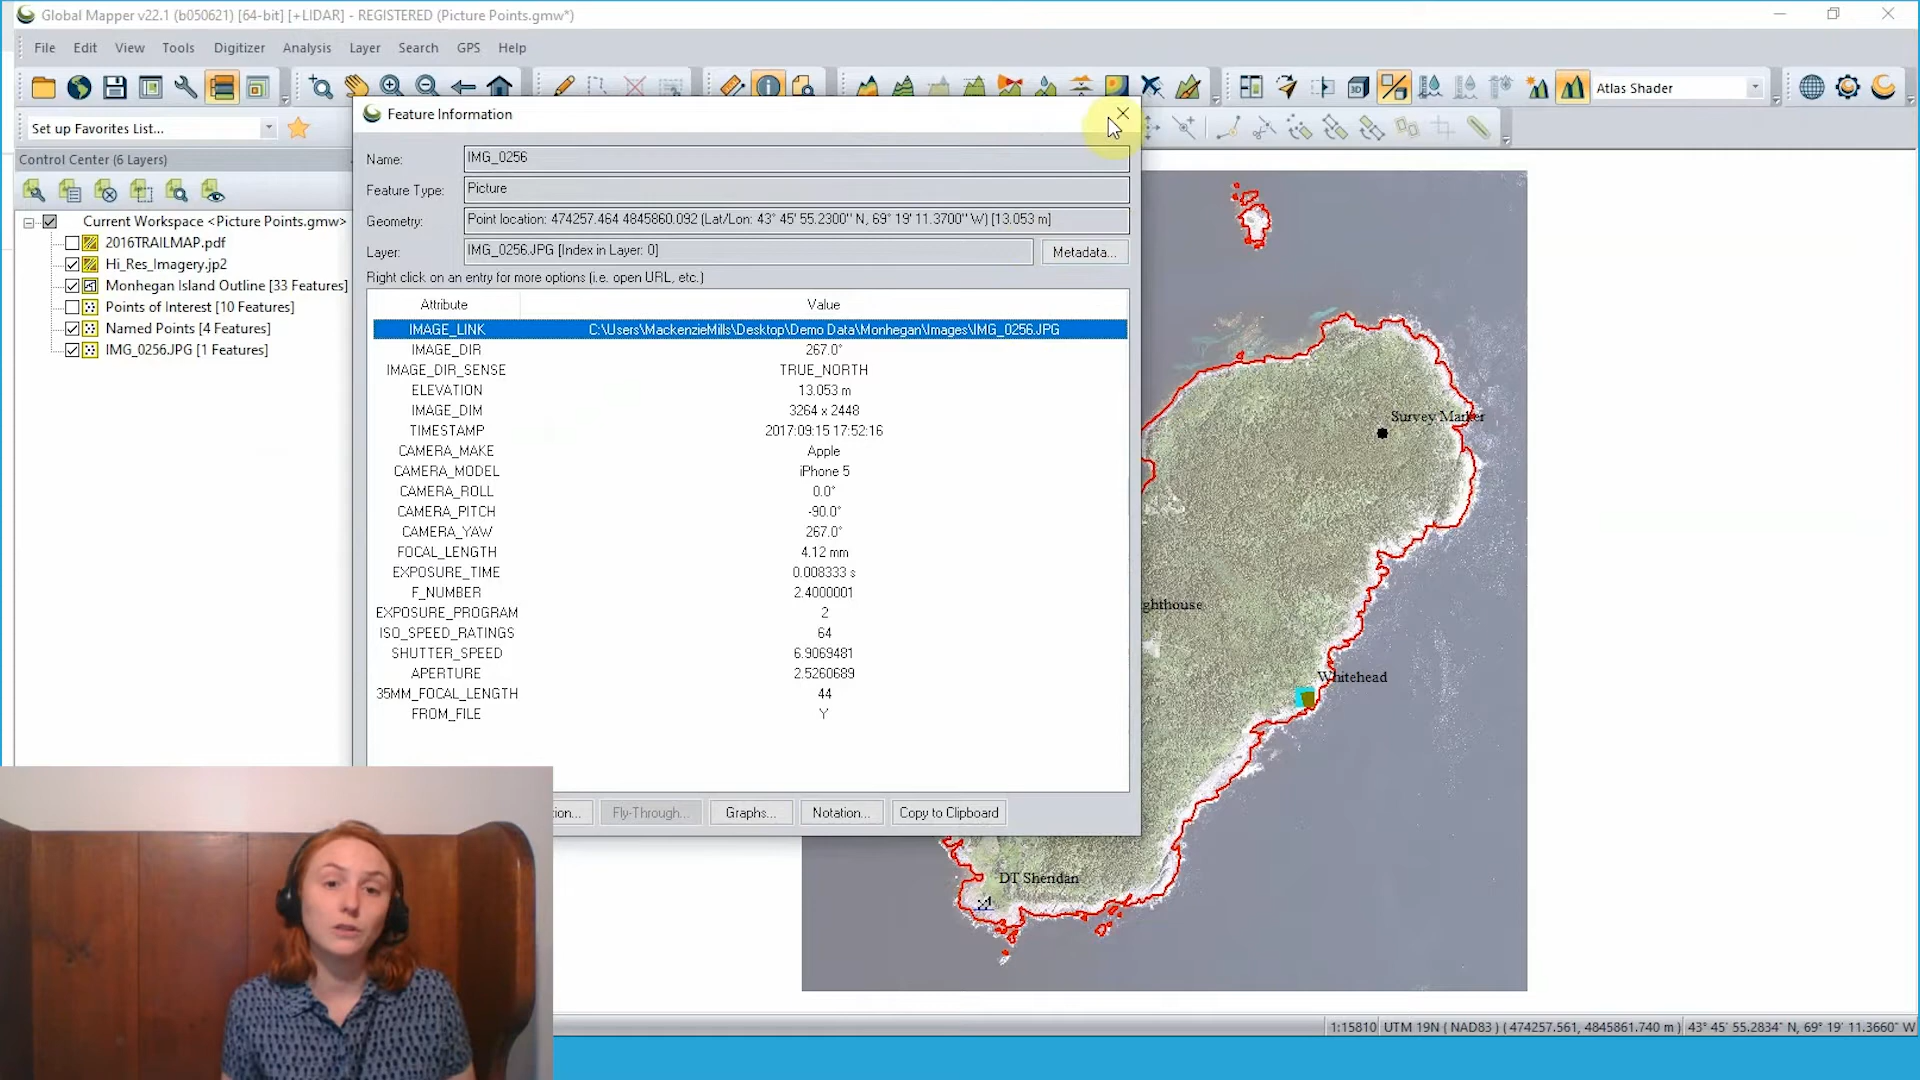 Global Mapper v22.1 (b050621) [64-bit] [+LIDAR] - REGISTERED (Picture Points.gmw*)
File Edit View Tools Digitizer Analysis Layer Search GPS Help
Atlas Shader
Set up Favorites List...
Control Center (6 Layers)
Current Workspace <Picture Points.gmw>
2016TRAILMAP.pdf
Hi_Res_Imagery.jp2
Monhegan Island Outline [33 Features]
Points of Interest [10 Features]
Named Points [4 Features]
IMG_0256.JPG [1 Features]
Feature Information
Name: IMG_0256
Feature Type: Picture
Geometry: Point location: 474257.464 4845860.092 (Lat/Lon: 43° 45' 55.2300" N, 69° 19' 11.3700" W) [13.053 m]
Layer: IMG_0256.JPG [Index in Layer: 0] Metadata...
Right click on an entry for more options (i.e. open URL, etc.)
Attribute Value
IMAGE_LINK C:\Users\MackenzieMills\Desktop\Demo Data\Monhegan\Images\IMG_0256.JPG
IMAGE_DIR 267.0°
IMAGE_DIR_SENSE TRUE_NORTH
ELEVATION 13.053 m
IMAGE_DIM 3264 x 2448
TIMESTAMP 2017:09:15 17:52:16
CAMERA_MAKE Apple
CAMERA_MODEL iPhone 5
CAMERA_ROLL 0.0°
CAMERA_PITCH -90.0°
CAMERA_YAW 267.0°
FOCAL_LENGTH 4.12 mm
EXPOSURE_TIME 0.008333 s
F_NUMBER 2.4000001
EXPOSURE_PROGRAM 2
ISO_SPEED_RATINGS 64
SHUTTER_SPEED 6.9069481
APERTURE 2.5260689
35MM_FOCAL_LENGTH 44
FROM_FILE Y
ion... Fly-Through... Graphs... Notation... Copy to Clipboard
Survey Marker
ghthouse
Whitehead
DT Sheridan
1:15810 UTM 19N ( NAD83 ) ( 474257.561, 4845861.740 m ) 43° 45' 55.2834" N, 69° 19' 11.3660" W